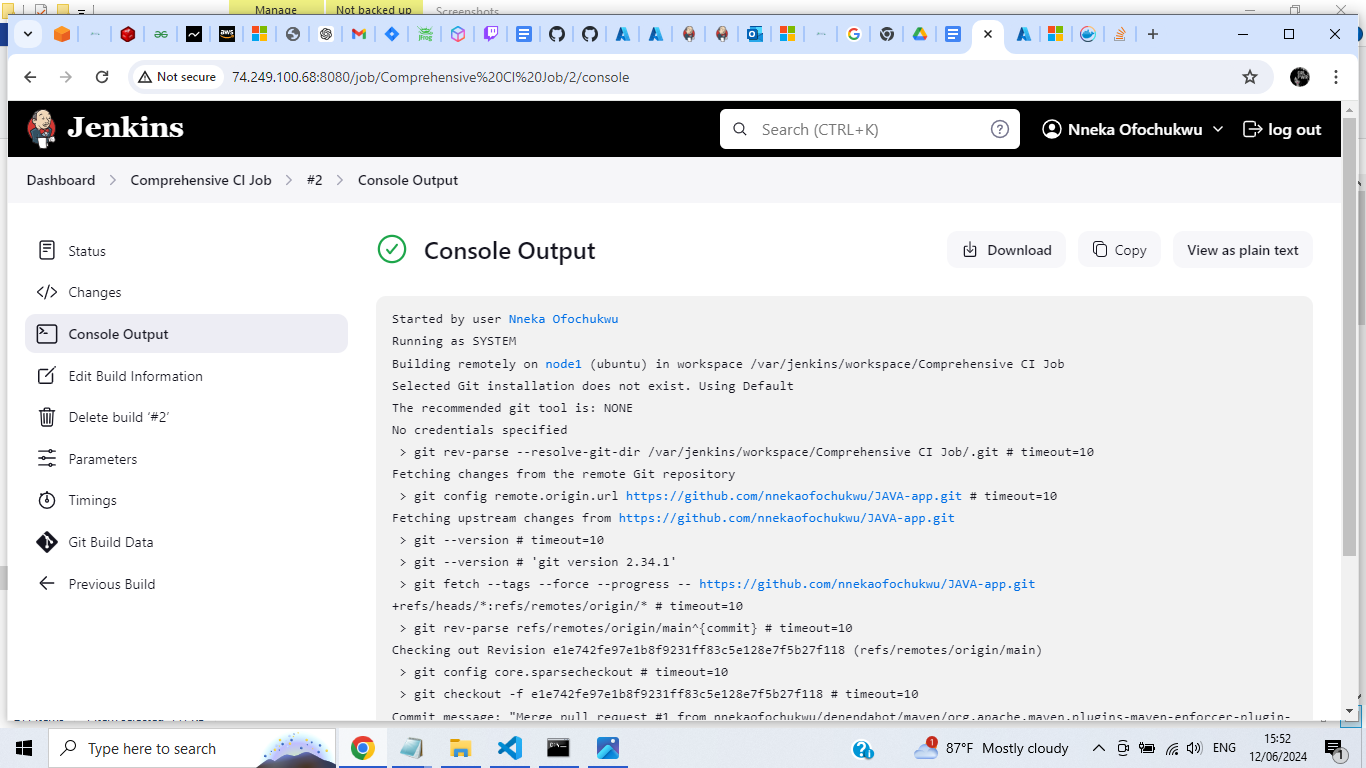 Manage
Not backed up
Screenshots
Not secure
74.249.100.68:8080/job/Comprehensive%20CI%20Job/2/console
Jenkins
Search (CTRL+K)
Nneka Ofochukwu
log out
Dashboard
Comprehensive CI Job
#2
Console Output
Status
Changes
Console Output
Edit Build Information
Delete build ‘#2’
Parameters
Timings
Git Build Data
Previous Build
Console Output
Download
Copy
View as plain text
Started by user Nneka Ofochukwu
Running as SYSTEM
Building remotely on node1 (ubuntu) in workspace /var/jenkins/workspace/Comprehensive CI Job
Selected Git installation does not exist. Using Default
The recommended git tool is: NONE
No credentials specified
> git rev-parse --resolve-git-dir /var/jenkins/workspace/Comprehensive CI Job/.git # timeout=10
Fetching changes from the remote Git repository
> git config remote.origin.url https://github.com/nnekaofochukwu/JAVA-app.git # timeout=10
Fetching upstream changes from https://github.com/nnekaofochukwu/JAVA-app.git
> git --version # timeout=10
> git --version # 'git version 2.34.1'
> git fetch --tags --force --progress -- https://github.com/nnekaofochukwu/JAVA-app.git
+refs/heads/*:refs/remotes/origin/* # timeout=10
> git rev-parse refs/remotes/origin/main^{commit} # timeout=10
Checking out Revision e1e742fe97e1b8f9231ff83c5e128e7f5b27f118 (refs/remotes/origin/main)
> git config core.sparsecheckout # timeout=10
> git checkout -f e1e742fe97e1b8f9231ff83c5e128e7f5b27f118 # timeout=10
Commit message: "Merge pull request #1 from nnekaofochukwu/dependabot/maven/org.apache.maven.plugins-maven-enforcer-plugin-
Type here to search
1
87°F Mostly cloudy
ENG
15:52
12/06/2024
1